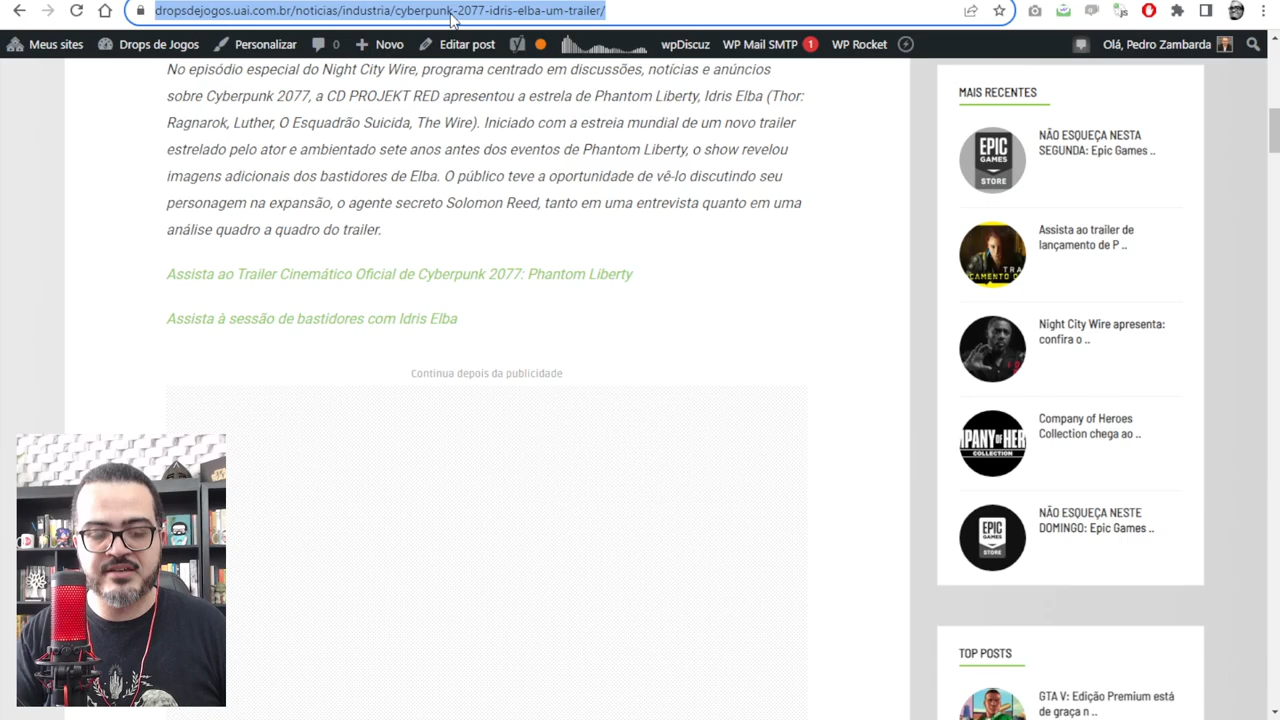 dropsdejogos.uai.com.br/noticias/industria/cyberpunk-2077-idris-elba-um-trailer/
Meus sites Drops de Jogos Personalizar 0 Novo Editar post wpDiscuz WP Mail SMTP 1 WP Rocket Olá, Pedro Zambarda
No episódio especial do Night City Wire, programa centrado em discussões, notícias e anúncios
sobre Cyberpunk 2077, a CD PROJEKT RED apresentou a estrela de Phantom Liberty, Idris Elba (Thor:
Ragnarok, Luther, O Esquadrão Suicida, The Wire). Iniciado com a estreia mundial de um novo trailer
estrelado pelo ator e ambientado sete anos antes dos eventos de Phantom Liberty, o show revelou
imagens adicionais dos bastidores de Elba. O público teve a oportunidade de vê-lo discutindo seu
personagem na expansão, o agente secreto Solomon Reed, tanto em uma entrevista quanto em uma
análise quadro a quadro do trailer.
Assista ao Trailer Cinemático Oficial de Cyberpunk 2077: Phantom Liberty
Assista à sessão de bastidores com Idris Elba
Continua depois da publicidade
MAIS RECENTES
EPIC
GAMES
STORE
NÃO ESQUEÇA NESTA
SEGUNDA: Epic Games ..
TRA
CAMENTO O
Assista ao trailer de
lançamento de P ..
Night City Wire apresenta:
confira o ..
MPANY OF HER
COLLECTION
Company of Heroes
Collection chega ao ..
EPIC
GAMES
STORE
NÃO ESQUEÇA NESTE
DOMINGO: Epic Games ..
TOP POSTS
GTA V: Edição Premium está
de graça n ..